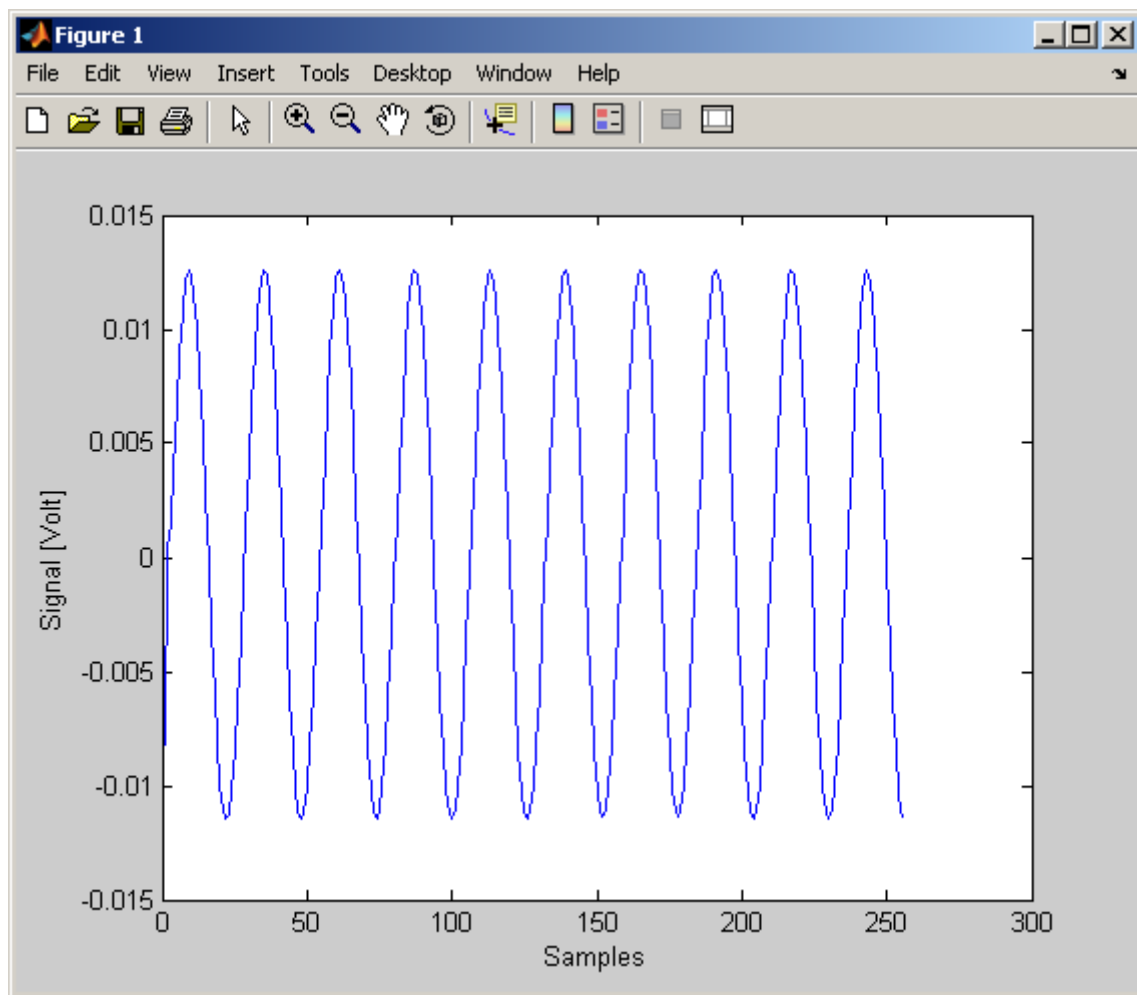 Figure 1
File Edit View Insert Tools Desktop Window Help
0.015
0.01
0.005
0
-0.005
-0.01
-0.015
Signal [Volt]
0 50 100 150 200 250 300
Samples